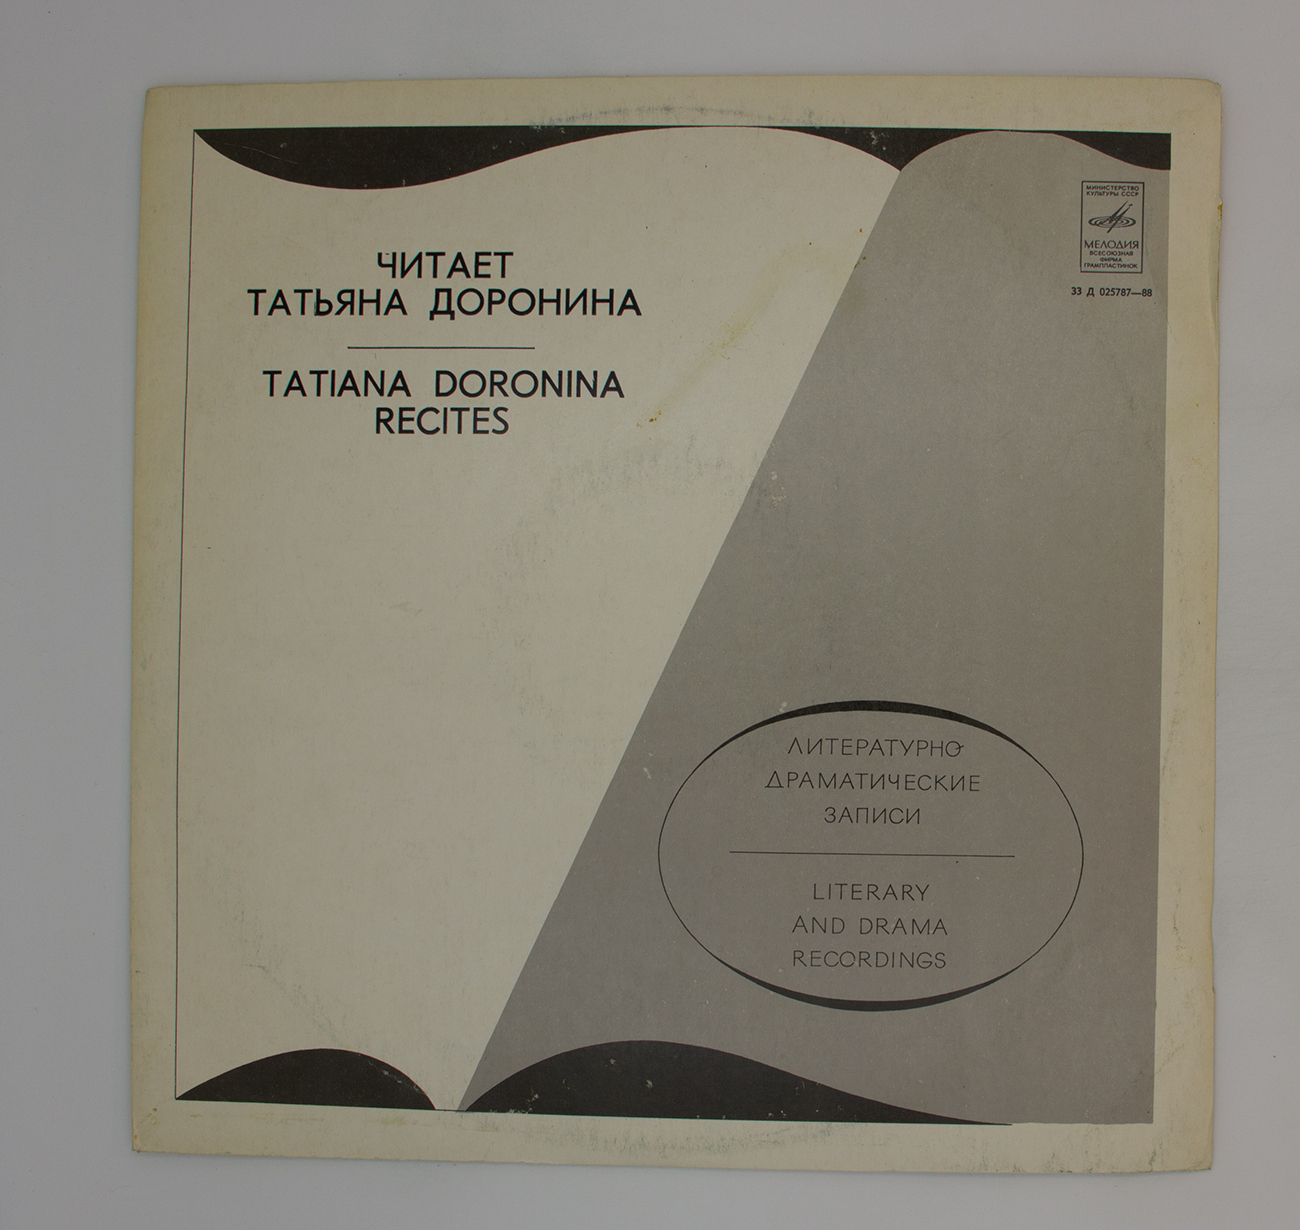 ЧИТАЕТ
ТАТЬЯНА ДОРОНИНА
TATIANA DORONINA
RECITES
МИНИСТЕРСТВО
КУЛЬТУРЫ СССР
МЕЛОДИЯ
ВСЕСОЮЗНАЯ
ФИРМА
ГРАМПЛАСТИНОК
33 Д 025787—88
ЛИТЕРАТУРНО
ДРАМАТИЧЕСКИЕ
ЗАПИСИ
LITERARY
AND DRAMA
RECORDINGS